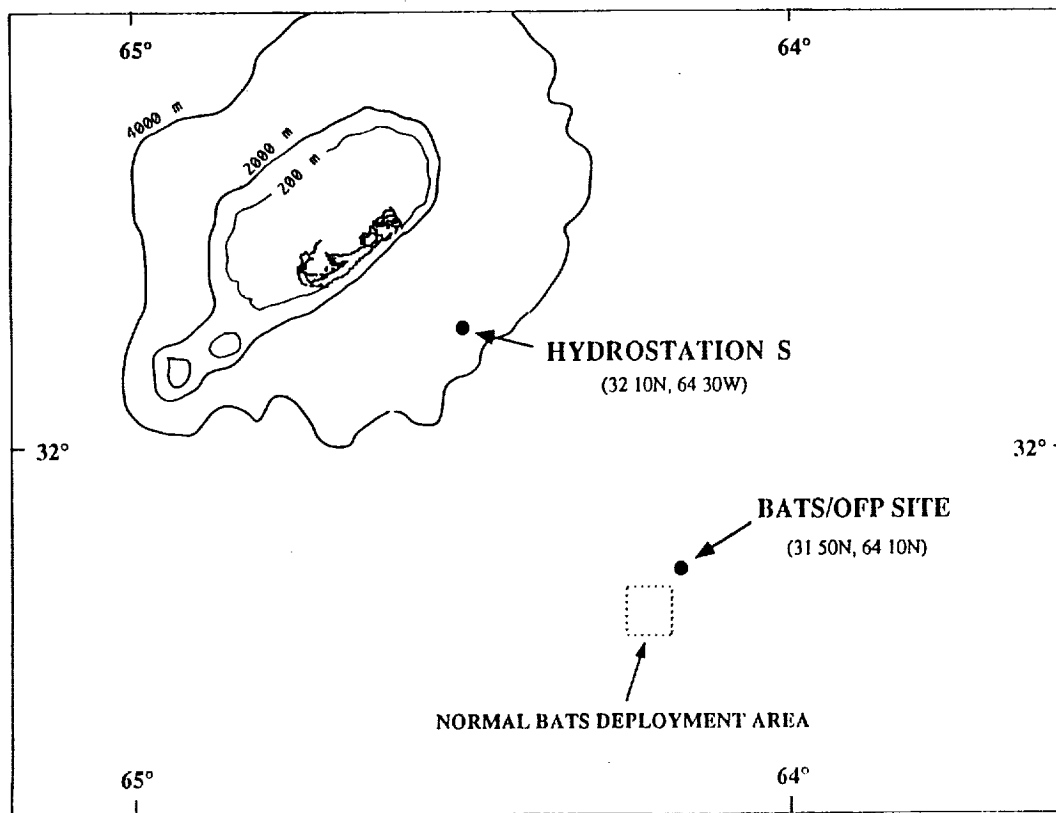 65°
64°
4000 m
2000 m
200 m
HYDROSTATION S
(32 10N, 64 30W)
32°
32°
BATS/OFP SITE
(31 50N, 64 10N)
NORMAL BATS DEPLOYMENT AREA
65°
64°